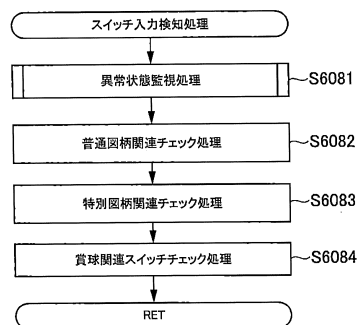 スイッチ入力検知処理
異常状態監視処理 S6081
普通図柄関連チェック処理 S6082
特別図柄関連チェック処理 S6083
賞球関連スイッチチェック処理 S6084
RET